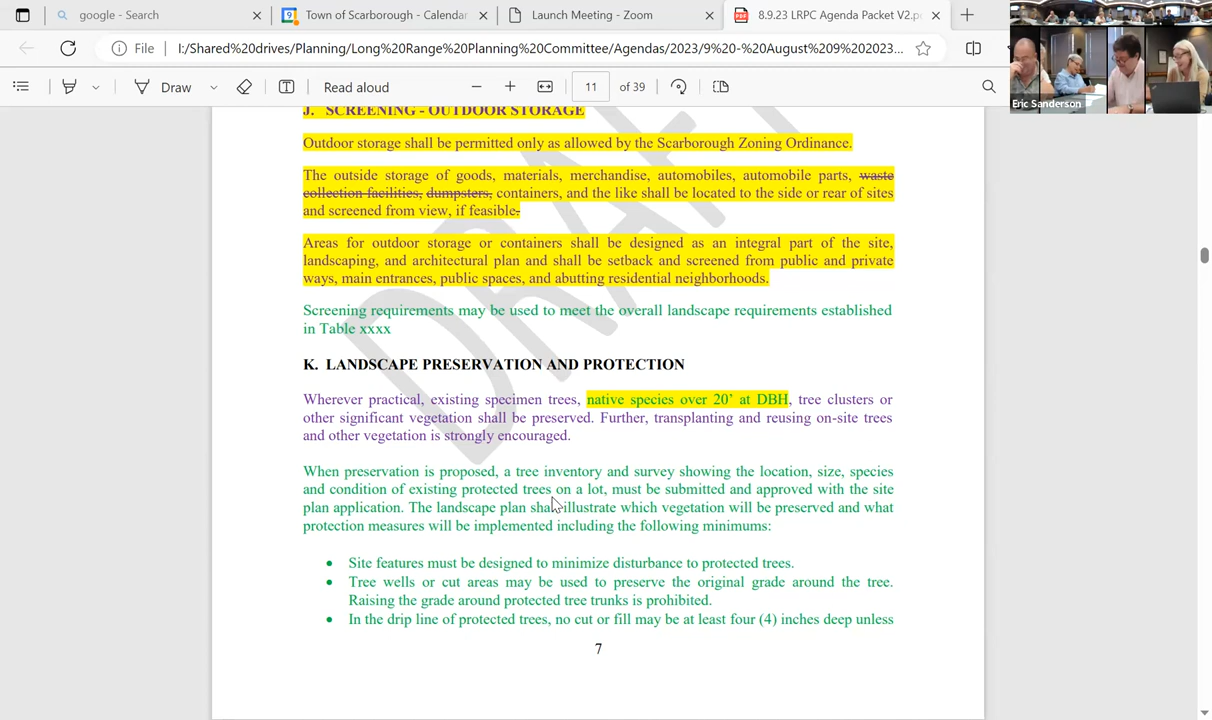 google - Search
Town of Scarborough - Calendar
Launch Meeting - Zoom
8.9.23 LRPC Agenda Packet V2.p
File
I:/Shared%20drives/Planning/Long%20Range%20Planning%20Committee/Agendas/2023/9%20-%20August%209%202023...
Draw
Read aloud
11 of 39
Eric Sanderson
J. SCREENING - OUTDOOR STORAGE
Outdoor storage shall be permitted only as allowed by the Scarborough Zoning Ordinance.
The outside storage of goods, materials, merchandise, automobiles, automobile parts, waste
collection facilities, dumpsters, containers, and the like shall be located to the side or rear of sites
and screened from view, if feasible.
Areas for outdoor storage or containers shall be designed as an integral part of the site,
landscaping, and architectural plan and shall be setback and screened from public and private
ways, main entrances, public spaces, and abutting residential neighborhoods.
Screening requirements may be used to meet the overall landscape requirements established
in Table xxxx
K. LANDSCAPE PRESERVATION AND PROTECTION
Wherever practical, existing specimen trees, native species over 20’ at DBH, tree clusters or
other significant vegetation shall be preserved. Further, transplanting and reusing on-site trees
and other vegetation is strongly encouraged.
When preservation is proposed, a tree inventory and survey showing the location, size, species
and condition of existing protected trees on a lot, must be submitted and approved with the site
plan application. The landscape plan shall illustrate which vegetation will be preserved and what
protection measures will be implemented including the following minimums:
• Site features must be designed to minimize disturbance to protected trees.
• Tree wells or cut areas may be used to preserve the original grade around the tree.
Raising the grade around protected tree trunks is prohibited.
• In the drip line of protected trees, no cut or fill may be at least four (4) inches deep unless
7
DRAFT